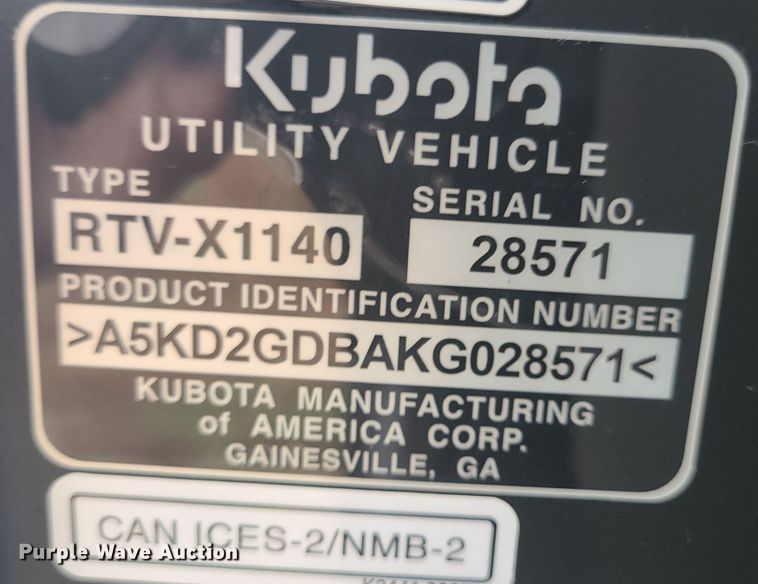 Kubota
UTILITY VEHICLE
TYPE
SERIAL NO.
RTV-X1140
28571
PRODUCT IDENTIFICATION NUMBER
>A5KD2GDBAKG028571<
KUBOTA MANUFACTURING
of AMERICA CORP.
GAINESVILLE, GA
CAN ICES-2/NMB-2
Purple Wave Auction